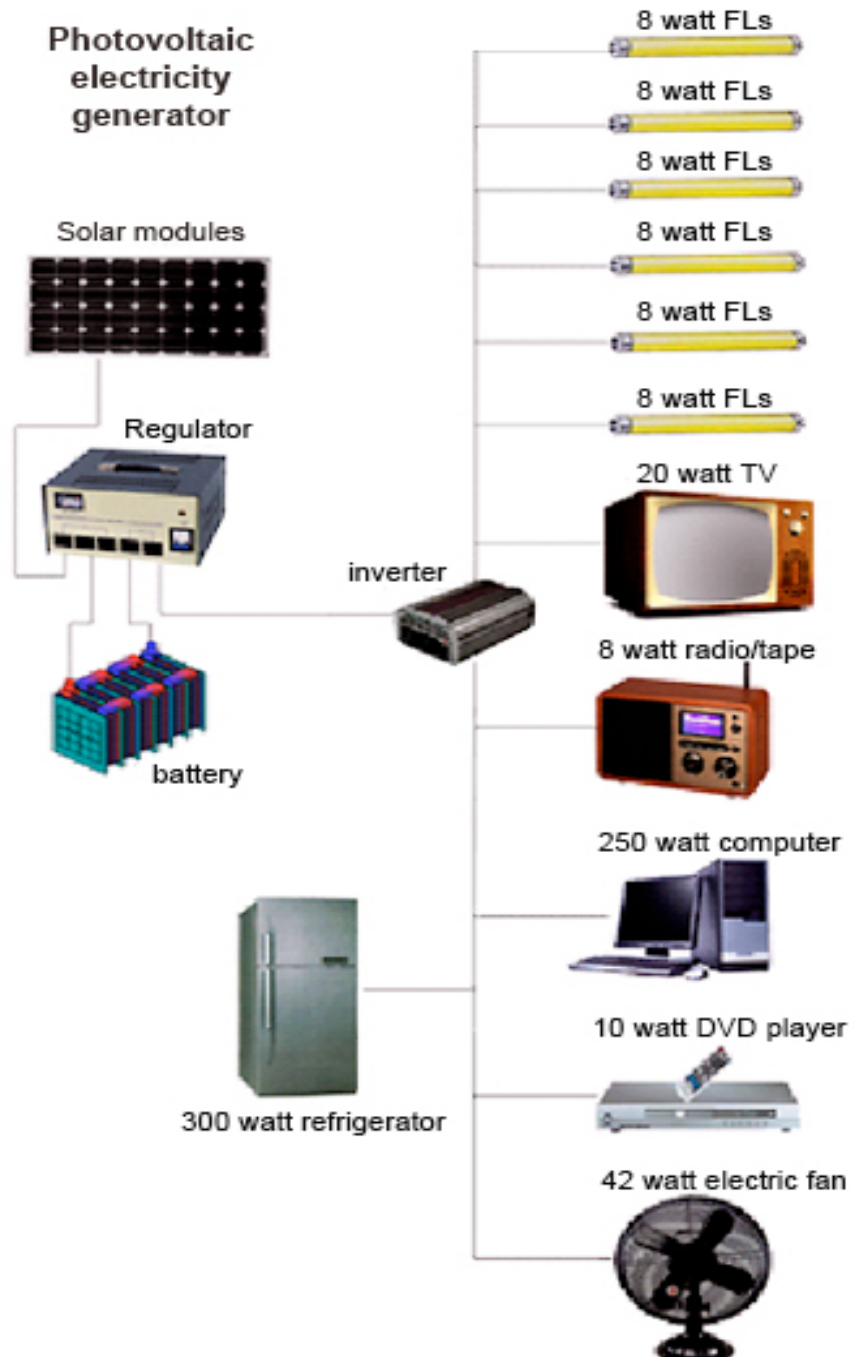 Photovoltaic
electricity
generator
Solar modules
Regulator
battery
inverter
8 watt FLs
8 watt FLs
8 watt FLs
8 watt FLs
8 watt FLs
8 watt FLs
20 watt TV
8 watt radio/tape
250 watt computer
10 watt DVD player
42 watt electric fan
300 watt refrigerator